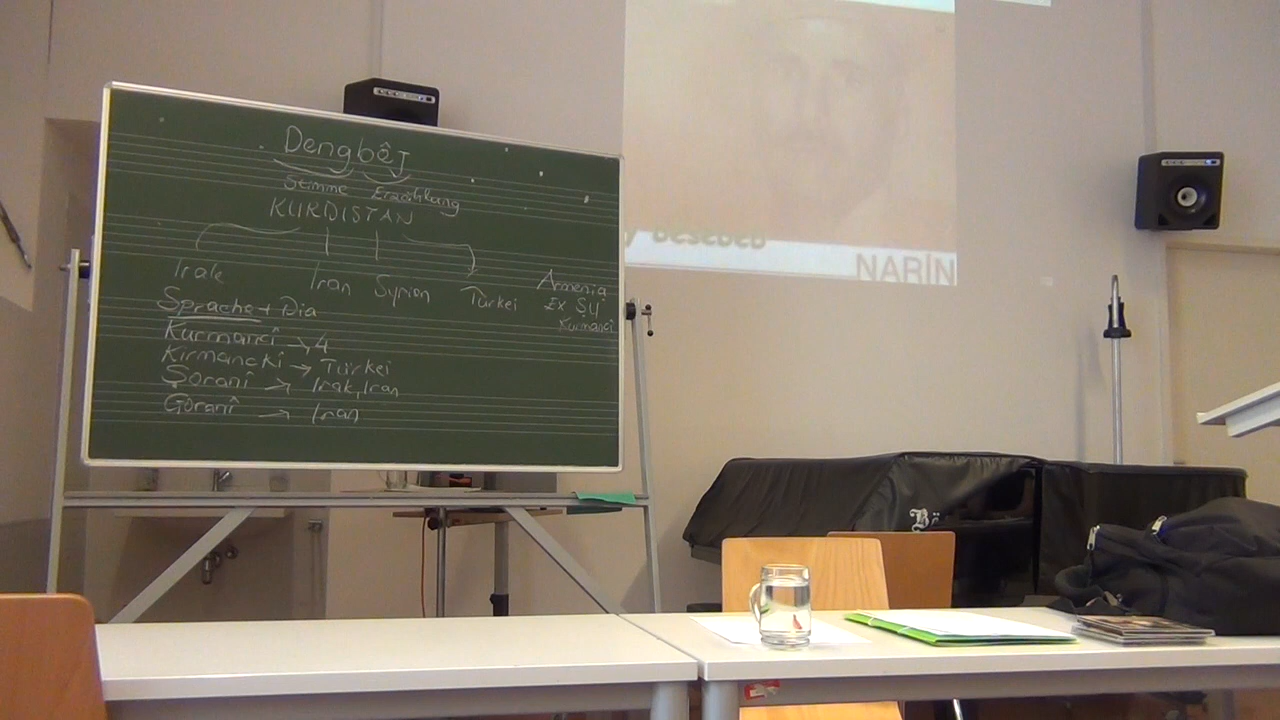 Dengbêj
Stimme Erzählung
KURDISTAN
Irak Iran Syrien Türkei
Armenia
Ex Şu
Kurmancî
Sprache + Dia
Kurmancî → 4
Kirmanckî → Türkei
Şoranî → Irak, Iran
Goranî → Iran
NARİN